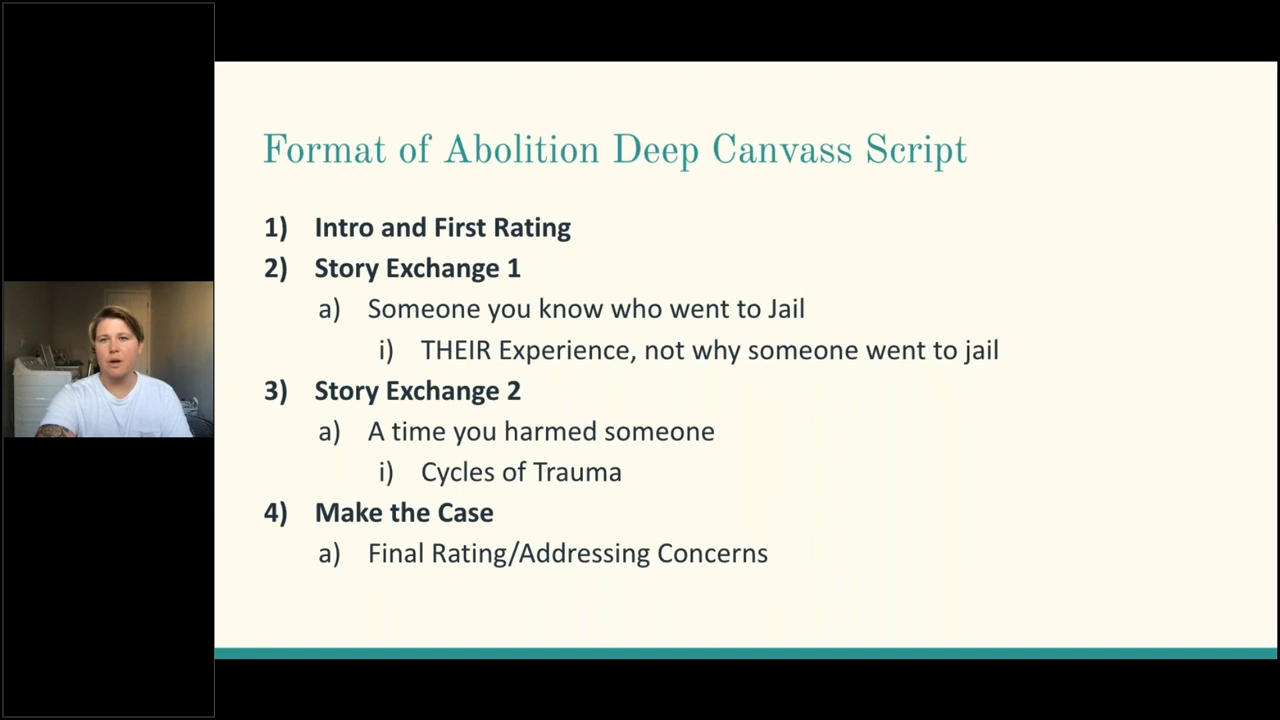 Format of Abolition Deep Canvass Script
1) Intro and First Rating
2) Story Exchange 1
a) Someone you know who went to Jail
i) THEIR Experience, not why someone went to jail
3) Story Exchange 2
a) A time you harmed someone
i) Cycles of Trauma
4) Make the Case
a) Final Rating/Addressing Concerns